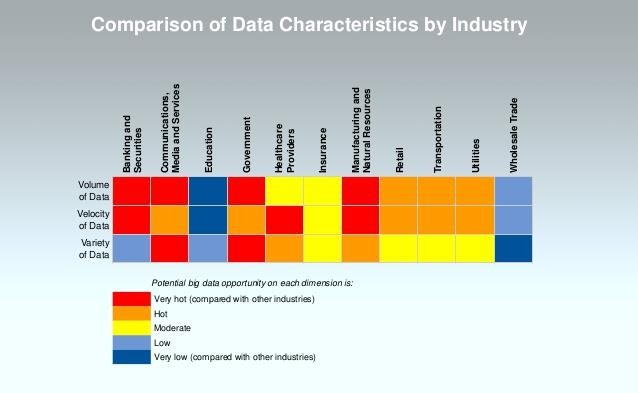 Comparison of Data Characteristics by Industry
Banking and
Securities
Communications,
Media and Services
Education
Government
Healthcare
Providers
Insurance
Manufacturing and
Natural Resources
Retail
Transportation
Utilities
Wholesale Trade
Volume
of Data
Velocity
of Data
Variety
of Data
Potential big data opportunity on each dimension is:
Very hot (compared with other industries)
Hot
Moderate
Low
Very low (compared with other industries)